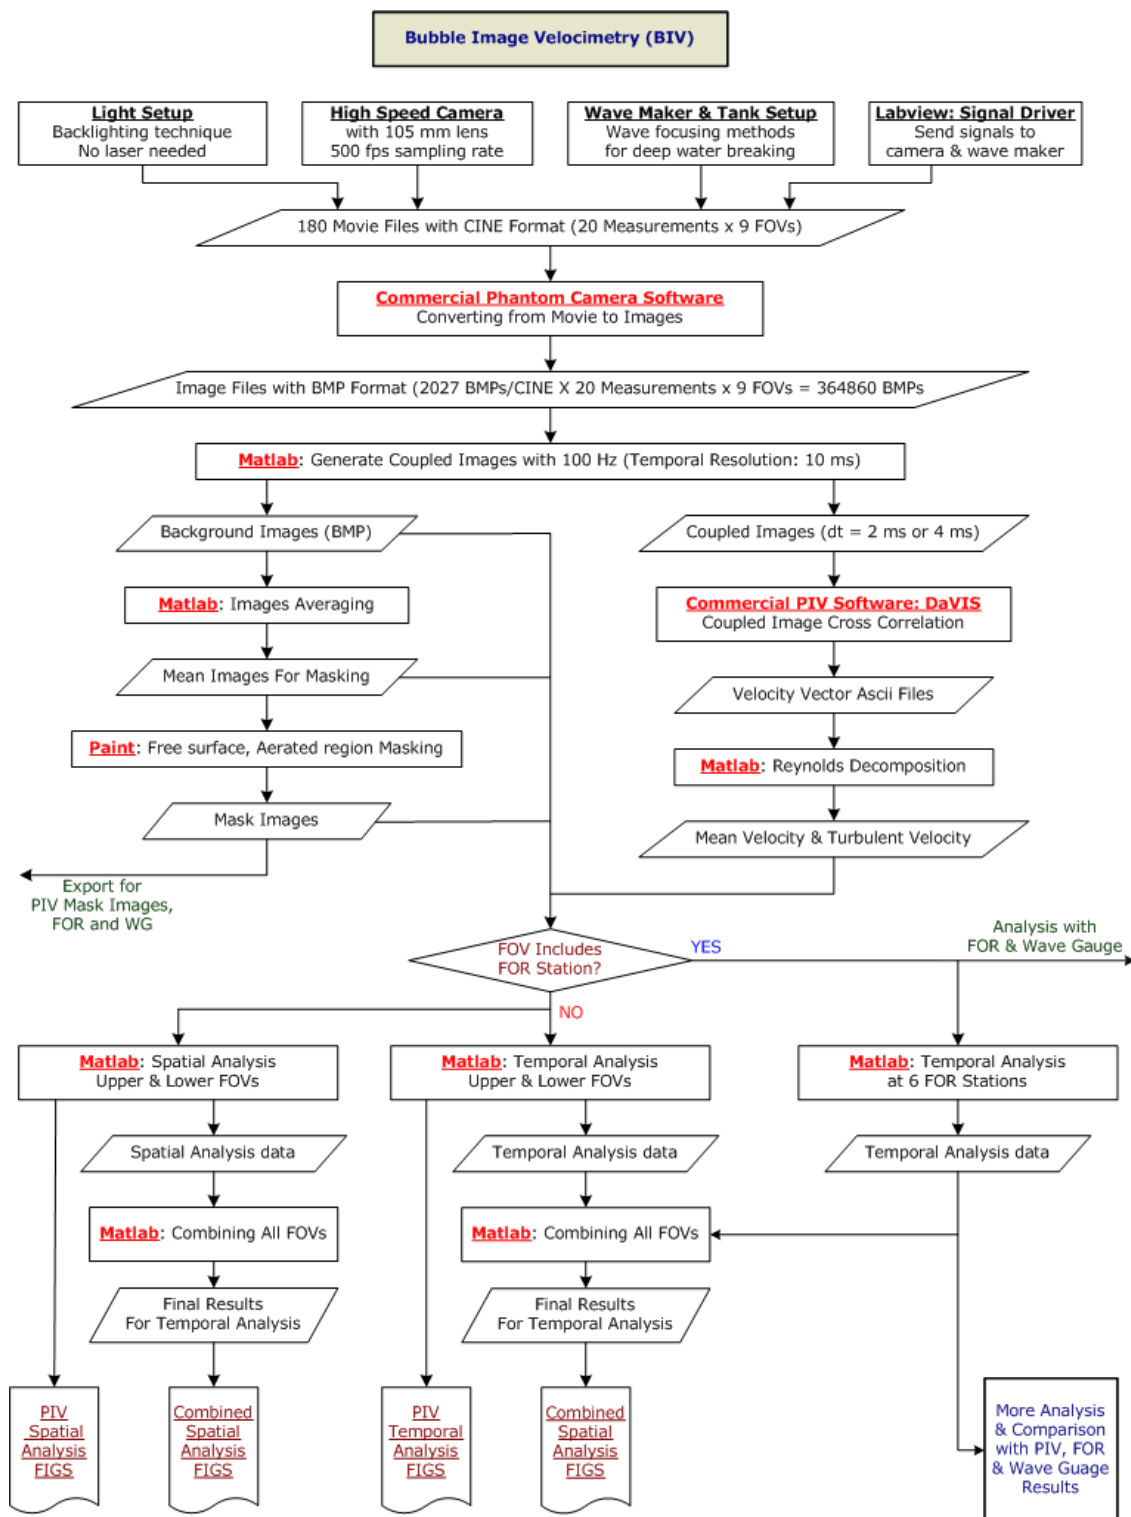 Bubble Image Velocimetry (BIV)
Light Setup
Backlighting technique
No laser needed
High Speed Camera
with 105 mm lens
500 fps sampling rate
Wave Maker & Tank Setup
Wave focusing methods
for deep water breaking
Labview: Signal Driver
Send signals to
camera & wave maker
180 Movie Files with CINE Format (20 Measurements x 9 FOVs)
Commercial Phantom Camera Software
Converting from Movie to Images
Image Files with BMP Format (2027 BMPs/CINE X 20 Measurements x 9 FOVs = 364860 BMPs
Matlab: Generate Coupled Images with 100 Hz (Temporal Resolution: 10 ms)
Background Images (BMP)
Coupled Images (dt = 2 ms or 4 ms)
Matlab: Images Averaging
Commercial PIV Software: DaVIS
Coupled Image Cross Correlation
Mean Images For Masking
Velocity Vector Ascii Files
Paint: Free surface, Aerated region Masking
Matlab: Reynolds Decomposition
Mask Images
Mean Velocity & Turbulent Velocity
Export for
PIV Mask Images,
FOR and WG
FOV Includes
FOR Station?
YES
Analysis with
FOR & Wave Gauge
NO
Matlab: Spatial Analysis
Upper & Lower FOVs
Matlab: Temporal Analysis
Upper & Lower FOVs
Matlab: Temporal Analysis
at 6 FOR Stations
Spatial Analysis data
Temporal Analysis data
Temporal Analysis data
Matlab: Combining All FOVs
Matlab: Combining All FOVs
Final Results
For Temporal Analysis
Final Results
For Temporal Analysis
PIV
Spatial
Analysis
FIGS
Combined
Spatial
Analysis
FIGS
PIV
Temporal
Analysis
FIGS
Combined
Spatial
Analysis
FIGS
More Analysis
& Comparison
with PIV, FOR
& Wave Guage
Results